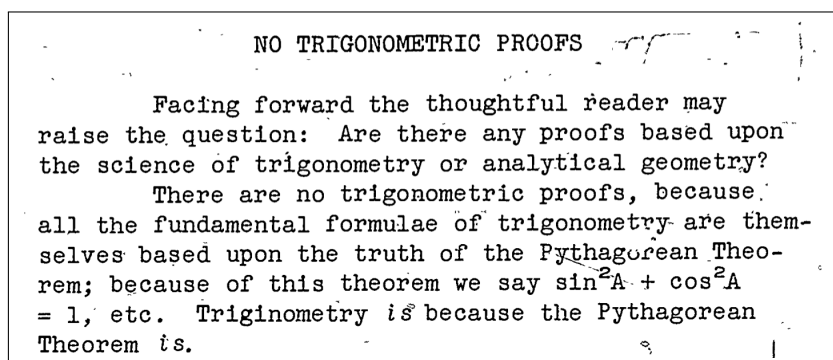 NO TRIGONOMETRIC PROOFS
Facing forward the thoughtful reader may
raise the question: Are there any proofs based upon
the science of trigonometry or analytical geometry?
There are no trigonometric proofs, because
all the fundamental formulae of trigonometry are them-
selves based upon the truth of the Pythagorean Theo-
rem; because of this theorem we say sin²A + cos²A
= 1, etc. Triginometry is because the Pythagorean
Theorem is.